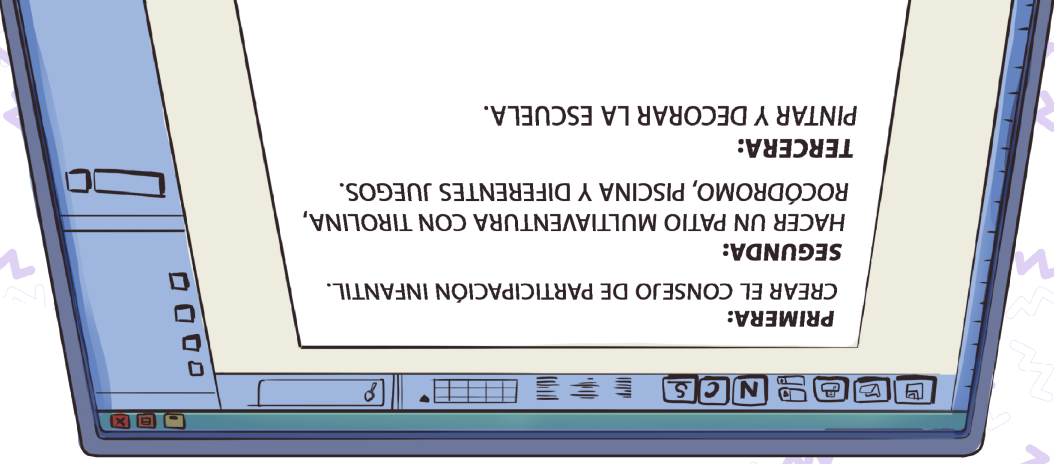 N C S
PRIMERA:
CREAR EL CONSEJO DE PARTICIPACIÓN INFANTIL.
SEGUNDA:
HACER UN PATIO MULTIAVENTURA CON TIROLINA,
ROCÓDROMO, PISCINA Y DIFERENTES JUEGOS.
TERCERA:
PINTAR Y DECORAR LA ESCUELA.